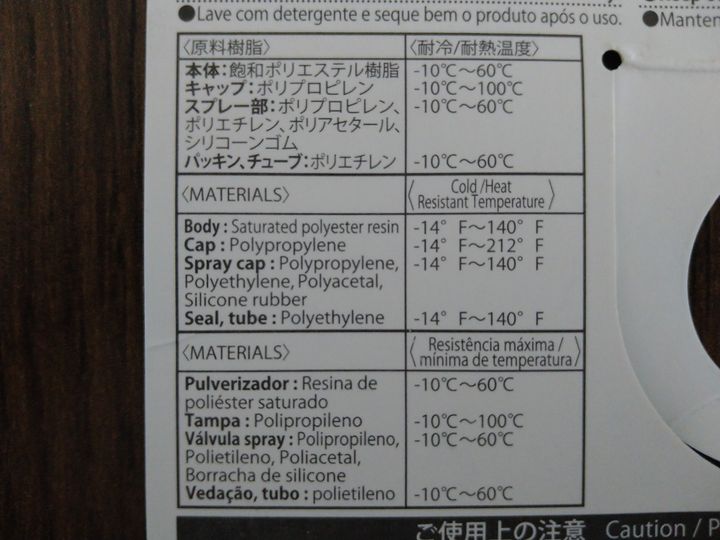 ●Lave com detergente e seque bem o produto após o uso.
●Manten
〈原料樹脂〉 〈耐冷/耐熱温度〉
本体：飽和ポリエステル樹脂 -10℃～60℃
キャップ：ポリプロピレン -10℃～100℃
スプレー部：ポリプロピレン、 -10℃～60℃
ポリエチレン、ポリアセタール、
シリコーンゴム
パッキン、チューブ：ポリエチレン -10℃～60℃
〈MATERIALS〉 〈Cold /Heat
Resistant Temperature〉
Body : Saturated polyester resin -14° F～140° F
Cap : Polypropylene -14° F～212° F
Spray cap : Polypropylene, -14° F～140° F
Polyethylene, Polyacetal,
Silicone rubber
Seal, tube : Polyethylene -14° F～140° F
〈MATERIALS〉 〈Resistência máxima /
mínima de temperatura〉
Pulverizador : Resina de -10℃～60℃
poliéster saturado
Tampa : Polipropileno -10℃～100℃
Válvula spray : Polipropileno, -10℃～60℃
Polietileno, Poliacetal,
Borracha de silicone
Vedação, tubo : polietileno -10℃～60℃
ご使用上の注意 Caution / P